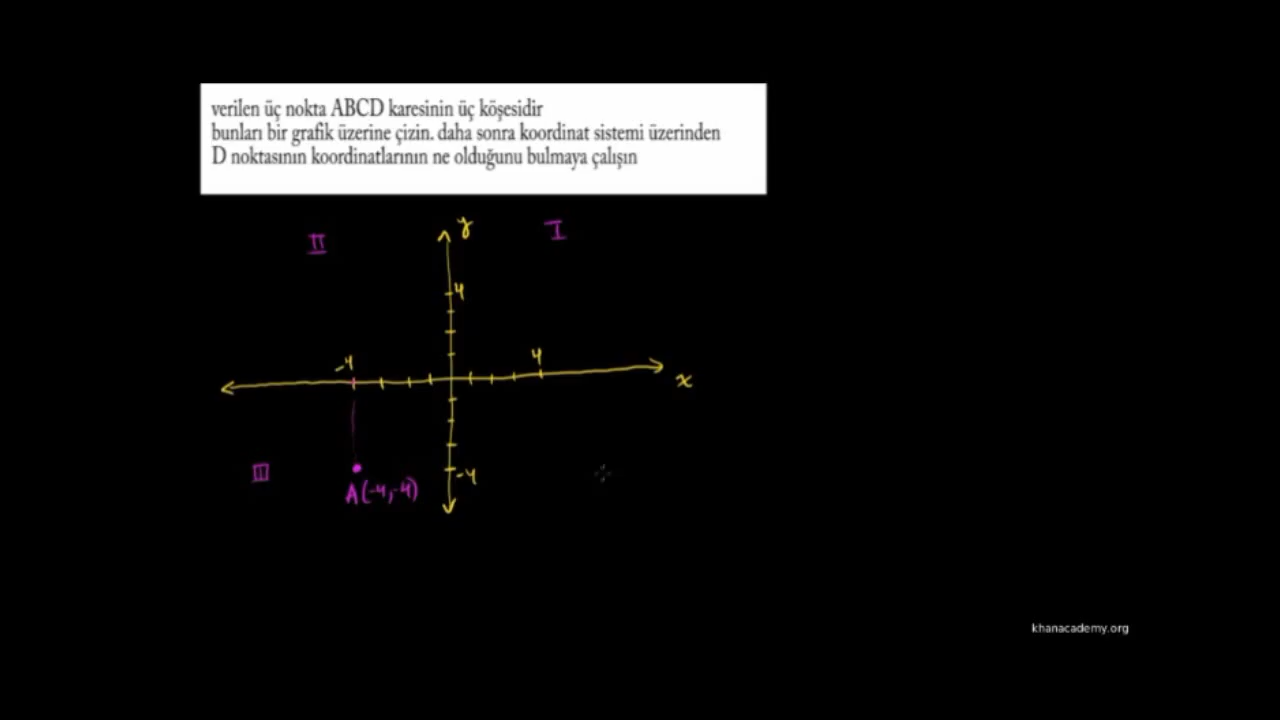 verilen üç nokta ABCD karesinin üç köşesidir
bunları bir grafik üzerine çizin. daha sonra koordinat sistemi üzerinden
D noktasının koordinatlarının ne olduğunu bulmaya çalışın
y
II
I
4
-4
4
x
III
-4
A(-4,-4)
khanacademy.org